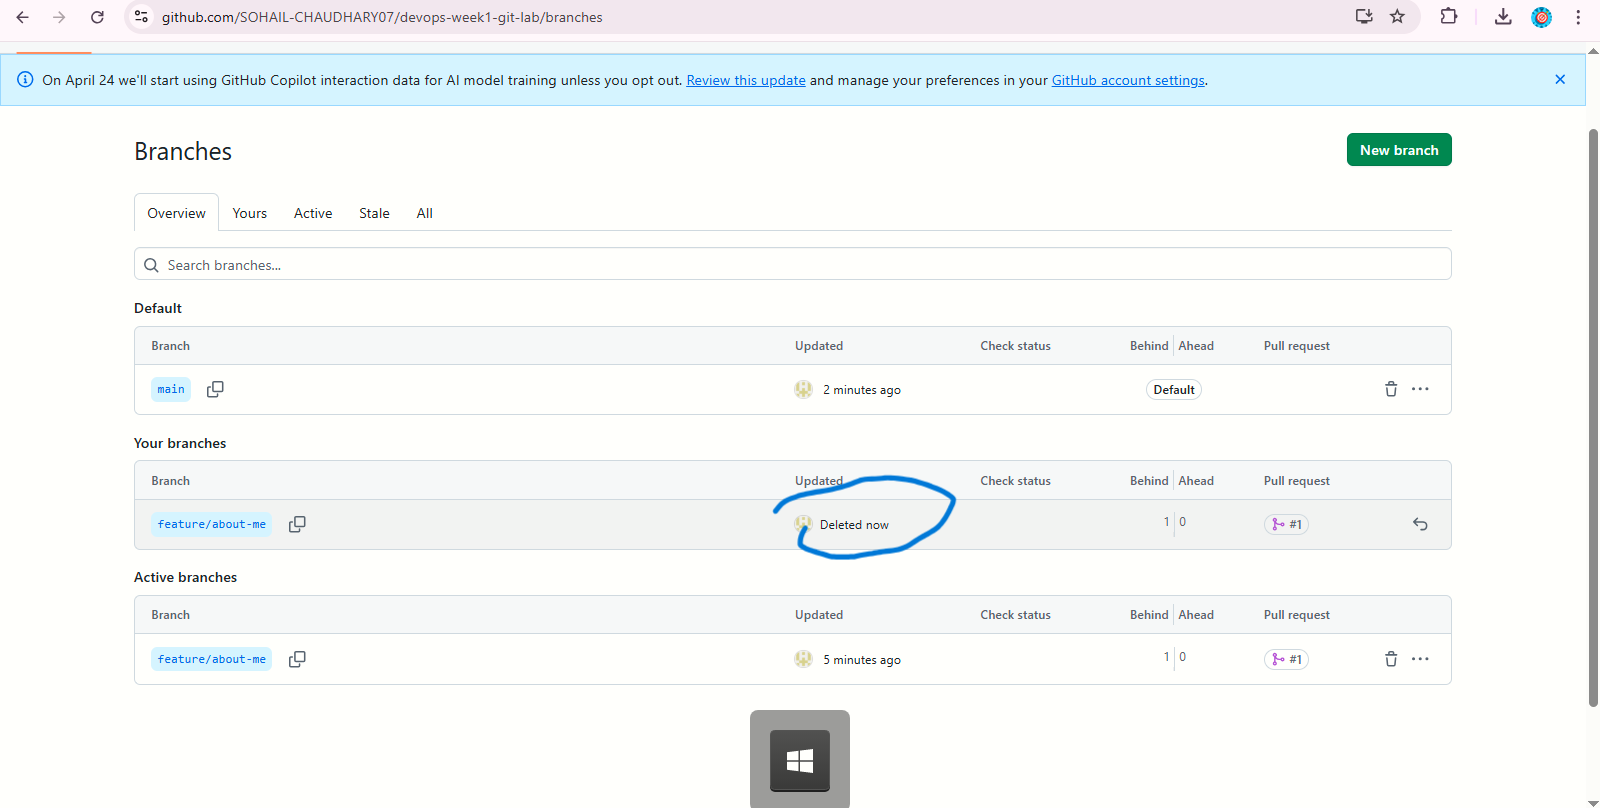 github.com/SOHAIL-CHAUDHARY07/devops-week1-git-lab/branches
On April 24 we'll start using GitHub Copilot interaction data for AI model training unless you opt out. Review this update and manage your preferences in your GitHub account settings.
Branches
New branch
Overview Yours Active Stale All
Search branches...
Default
Branch Updated Check status Behind Ahead Pull request
main 2 minutes ago Default
Your branches
Branch Updated Check status Behind Ahead Pull request
feature/about-me Deleted now 1 0 #1
Active branches
Branch Updated Check status Behind Ahead Pull request
feature/about-me 5 minutes ago 1 0 #1